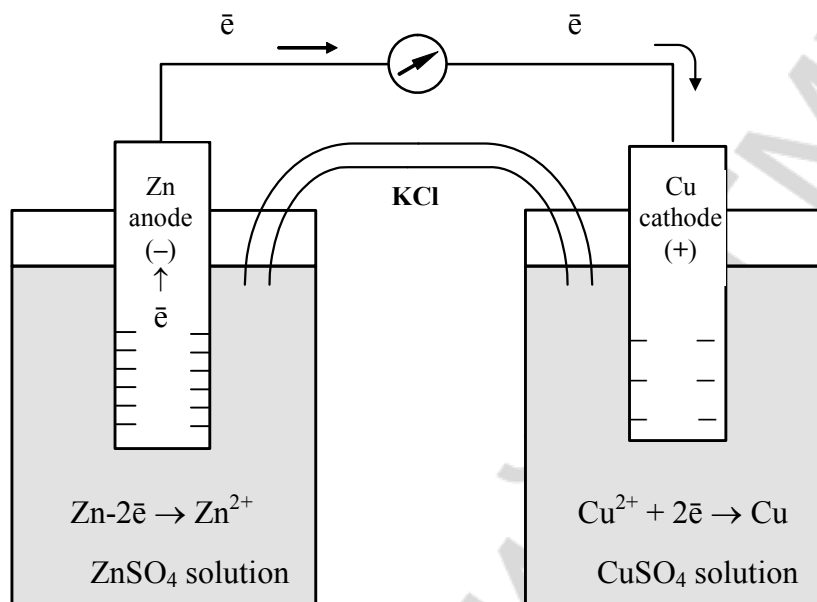 ē ē
Zn
anode
(–)
↑
ē
KCl
Cu
cathode
(+)
Zn-2ē → Zn²⁺
ZnSO₄ solution
Cu²⁺ + 2ē → Cu
CuSO₄ solution